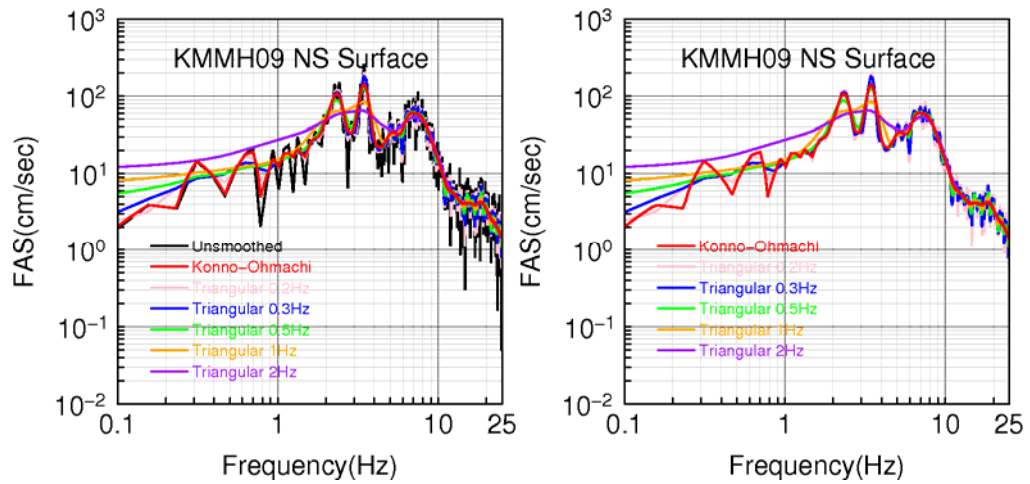 KMMH09 NS Surface
FAS(cm/sec)
10³
10²
10¹
10⁰
10⁻¹
10⁻²
Unsmoothed
Konno-Ohmachi
Triangular 0.2Hz
Triangular 0.3Hz
Triangular 0.5Hz
Triangular 1Hz
Triangular 2Hz
0.1 1 10 25
Frequency(Hz)
KMMH09 NS Surface
FAS(cm/sec)
10³
10²
10¹
10⁰
10⁻¹
10⁻²
Konno-Ohmachi
Triangular 0.2Hz
Triangular 0.3Hz
Triangular 0.5Hz
Triangular 1Hz
Triangular 2Hz
0.1 1 10 25
Frequency(Hz)